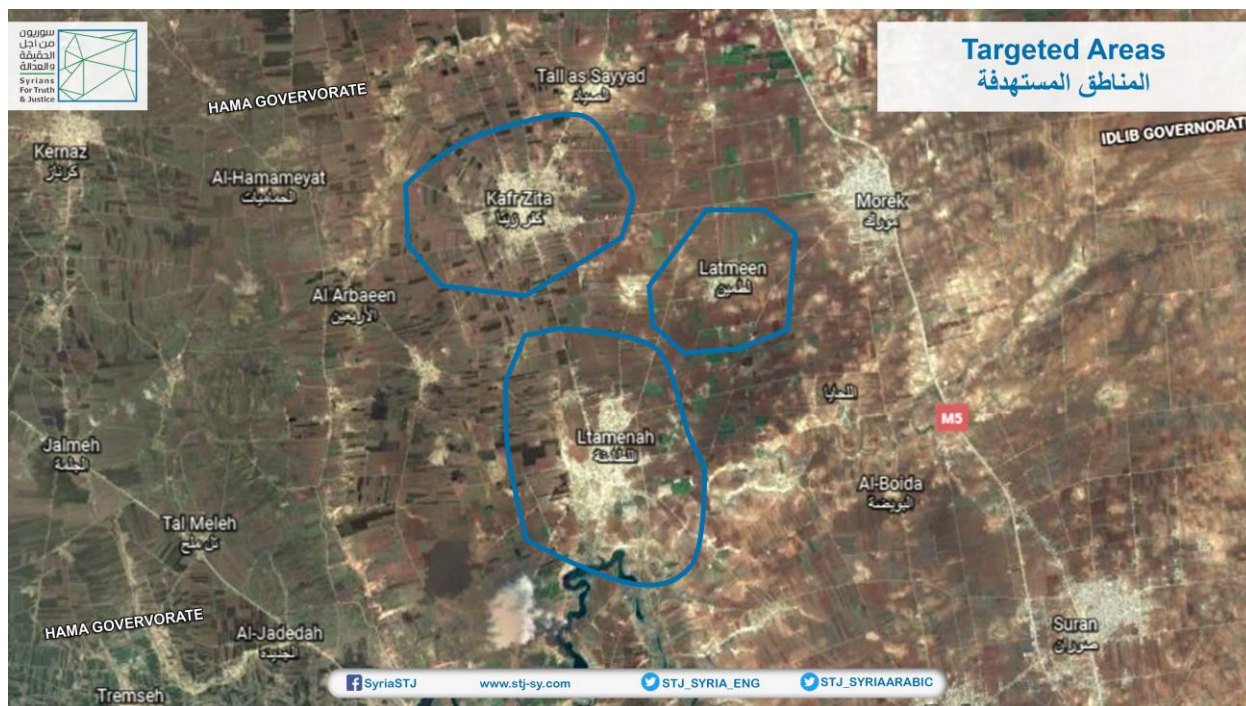 سوريون
من اجل
الحقيقة
والعدالة
Syrians
For Truth
& Justice
Targeted Areas
المناطق المستهدفة
HAMA GOVERVORATE
Tall as Sayyad
الصياد
IDLIB GOVERNORATE
Kernaz
كرناز
Al-Hamameyat
الحماميات
Kafr Zita
كفر زيتا
Morek
مورك
Latmeen
لطمين
Al Arbaeen
الأربعين
اللحايا
M5
Ltamenah
اللطامنة
Jalmeh
الجلمة
Al-Boida
البويضة
Tal Meleh
تل ملح
HAMA GOVERVORATE
Al-Jadedah
الجديدة
Suran
صوران
Tremseh
SyriaSTJ
www.stj-sy.com
STJ_SYRIA_ENG
STJ_SYRIAARABIC